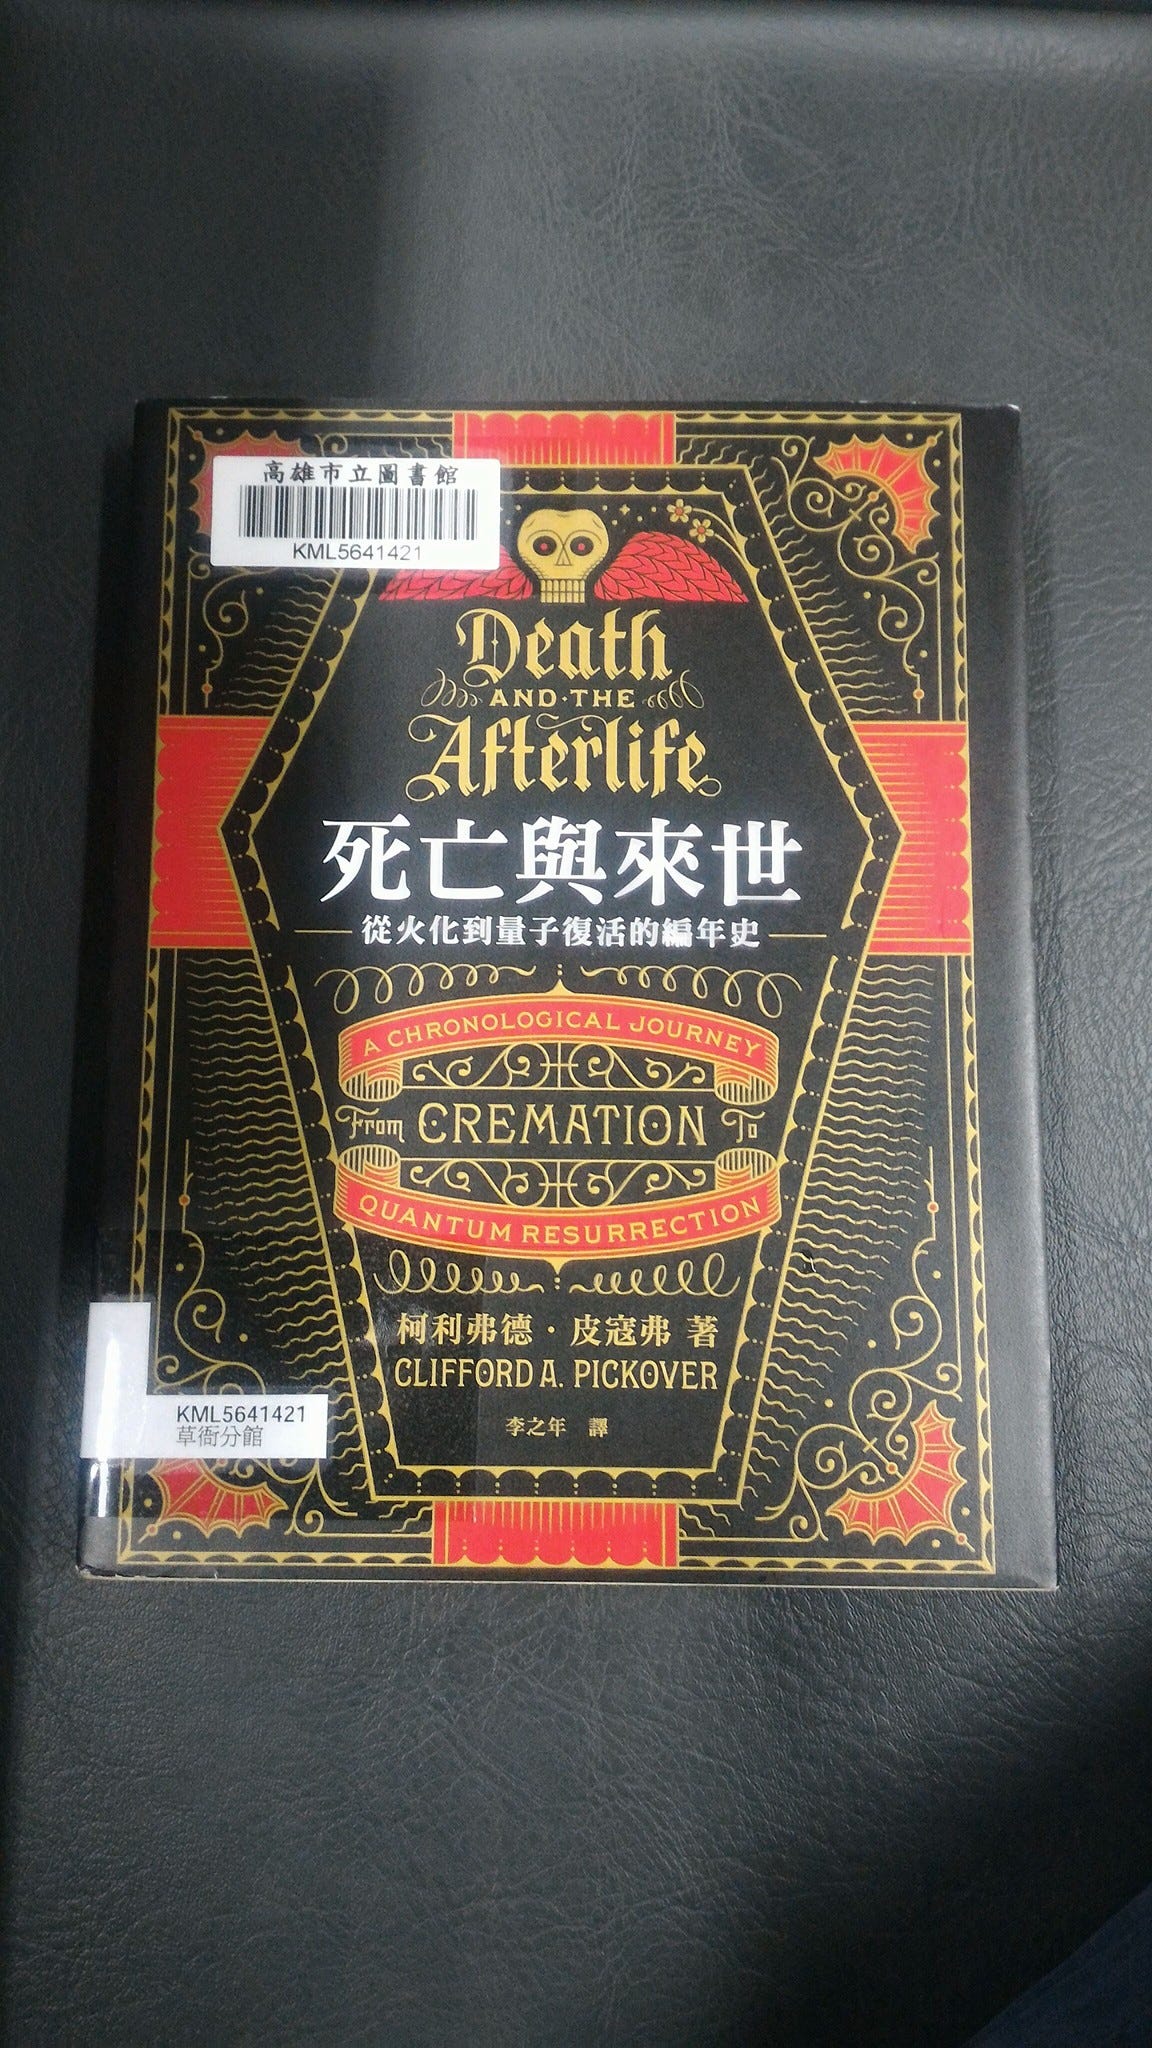 高雄市立圖書館
KML5641421
Death
AND·THE
Afterlife
死亡與來世
從火化到量子復活的編年史
A CHRONOLOGICAL JOURNEY
From CREMATION To
QUANTUM RESURRECTION
柯利弗德·皮寇弗 著
CLIFFORD A. PICKOVER
李之年 譯
KML5641421
草衙分館